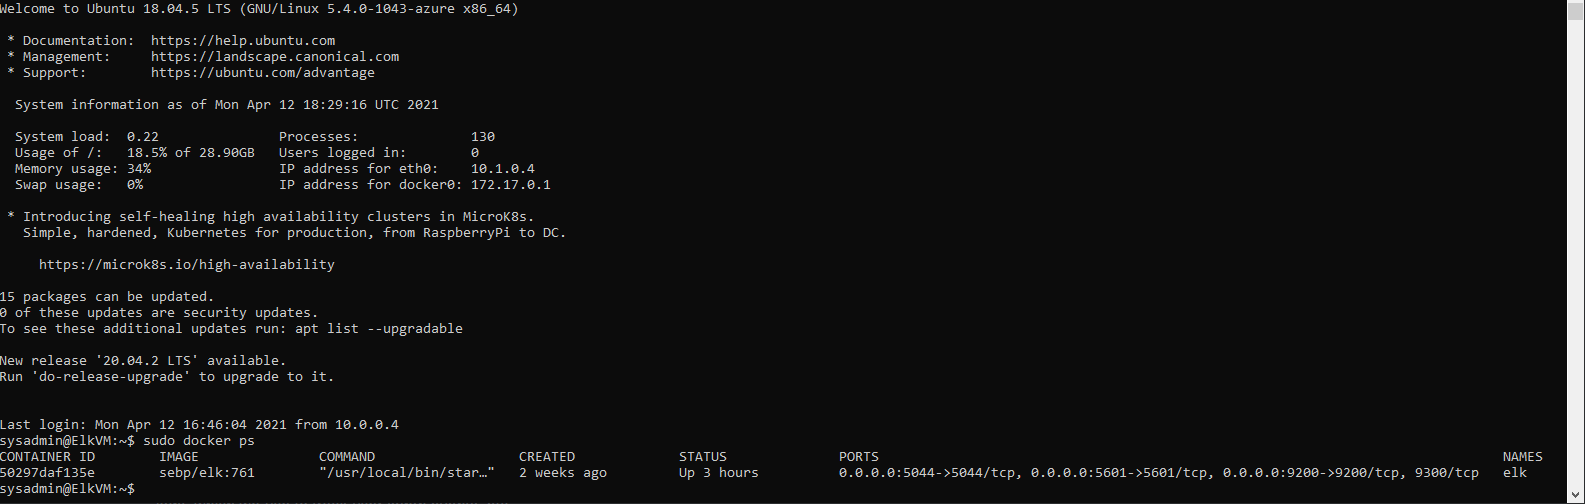 Welcome to Ubuntu 18.04.5 LTS (GNU/Linux 5.4.0-1043-azure x86_64)
* Documentation:  https://help.ubuntu.com
* Management:     https://landscape.canonical.com
* Support:        https://ubuntu.com/advantage
System information as of Mon Apr 12 18:29:16 UTC 2021
System load:  0.22               Processes:              130
Usage of /:   18.5% of 28.90GB   Users logged in:        0
Memory usage: 34%                IP address for eth0:    10.1.0.4
Swap usage:   0%                 IP address for docker0: 172.17.0.1
* Introducing self-healing high availability clusters in MicroK8s.
Simple, hardened, Kubernetes for production, from RaspberryPi to DC.
https://microk8s.io/high-availability
15 packages can be updated.
0 of these updates are security updates.
To see these additional updates run: apt list --upgradable
New release '20.04.2 LTS' available.
Run 'do-release-upgrade' to upgrade to it.
Last login: Mon Apr 12 16:46:04 2021 from 10.0.0.4
sysadmin@ElkVM:~$ sudo docker ps
CONTAINER ID        IMAGE               COMMAND                  CREATED             STATUS              PORTS                                                                              NAMES
50297daf135e        sebp/elk:761        "/usr/local/bin/star…"   2 weeks ago         Up 3 hours          0.0.0.0:5044->5044/tcp, 0.0.0.0:5601->5601/tcp, 0.0.0.0:9200->9200/tcp, 9300/tcp   elk
sysadmin@ElkVM:~$